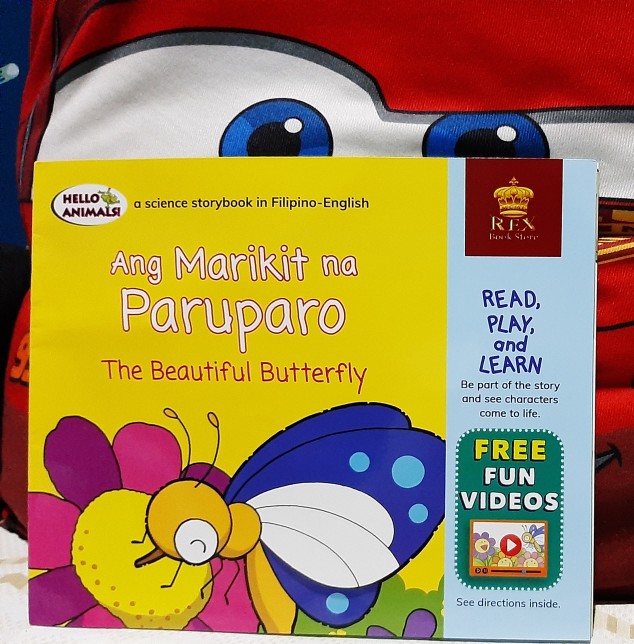 HELLO
ANIMALS!
a science storybook in Filipino-English
Ang Marikit na
Paruparo
The Beautiful Butterfly
REX
Book Store
READ,
PLAY,
and
LEARN
Be part of the story
and see characters
come to life.
FREE
FUN
VIDEOS
See directions inside.